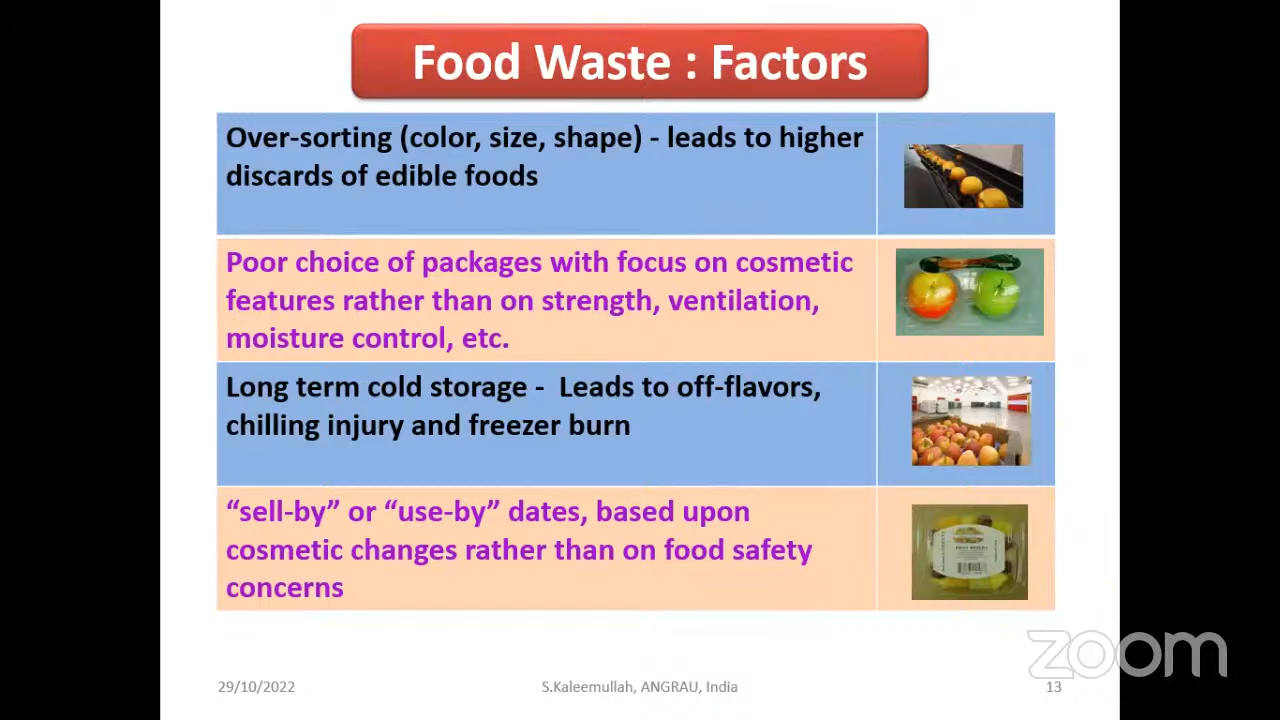 Food Waste : Factors
Over-sorting (color, size, shape) - leads to higher
discards of edible foods
Poor choice of packages with focus on cosmetic
features rather than on strength, ventilation,
moisture control, etc.
Long term cold storage -  Leads to off-flavors,
chilling injury and freezer burn
“sell-by” or “use-by” dates, based upon
cosmetic changes rather than on food safety
concerns
zoom
29/10/2022
S.Kaleemullah, ANGRAU, India
13